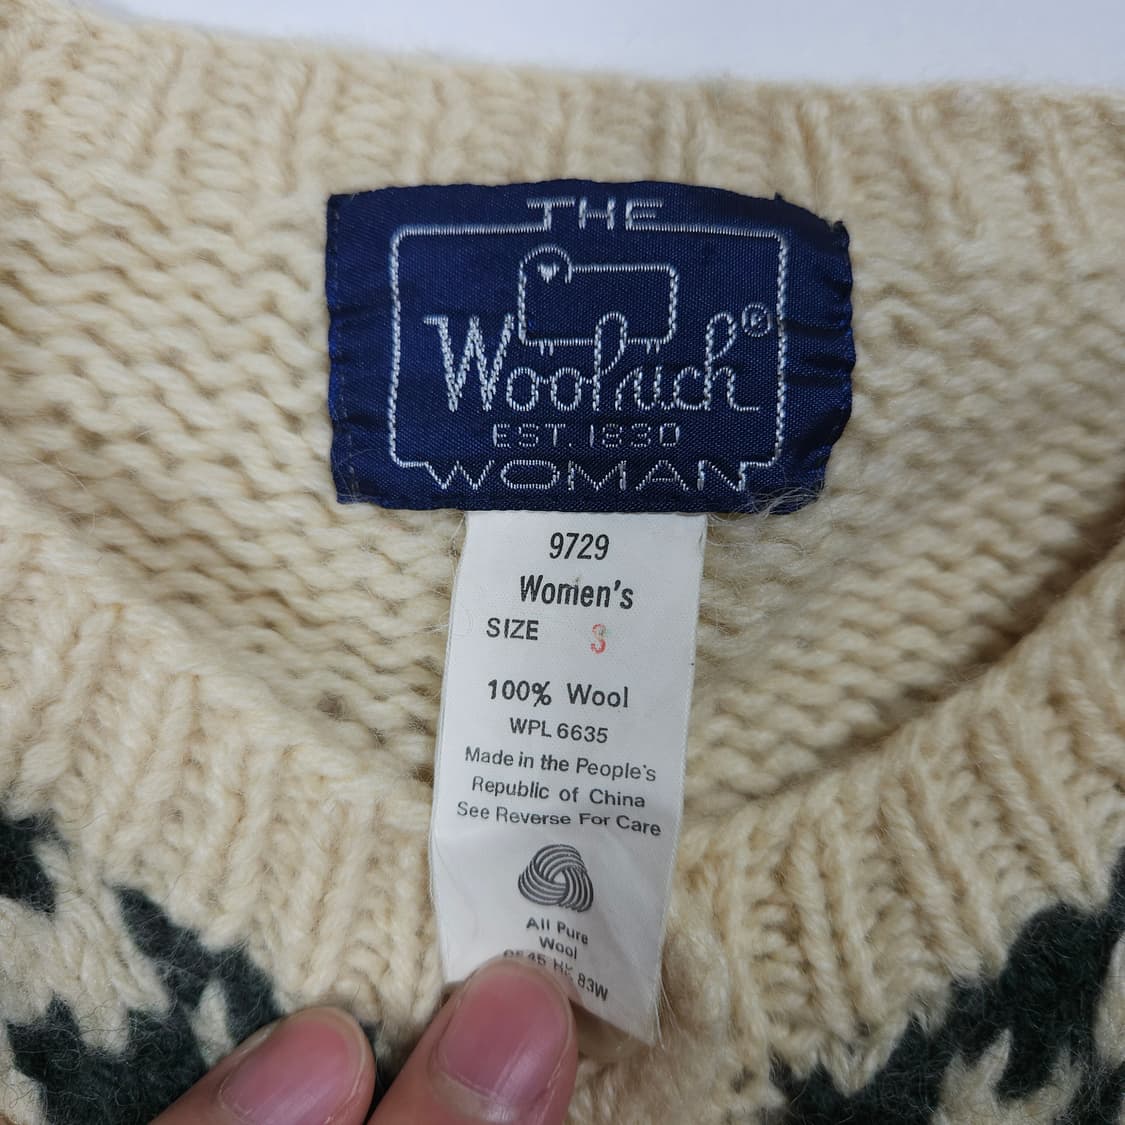 THE
Woolrich®
EST. 1830
WOMAN
9729
Women's
SIZE
100% Wool
WPL 6635
Made in the People's
Republic of China
See Reverse For Care
All Pure
Wool
83W